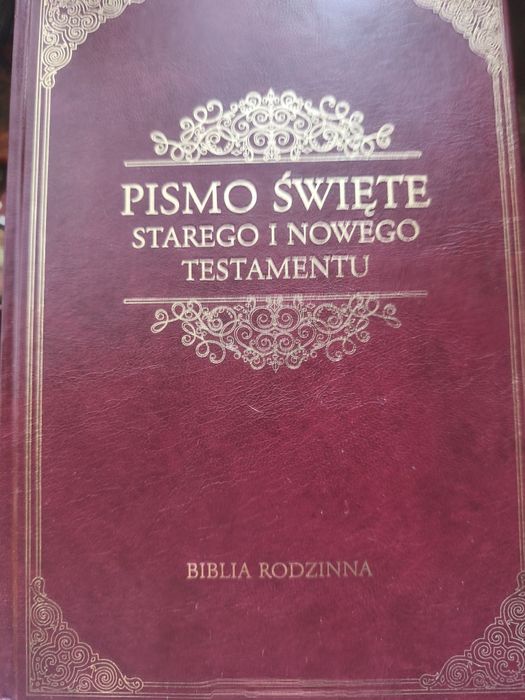 PISMO ŚWIĘTE
STAREGO I NOWEGO
TESTAMENTU
BIBLIA RODZINNA